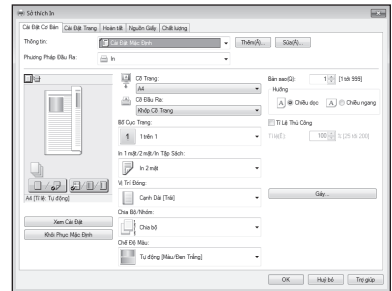 Sở thích In
Cài Đặt Cơ Bản Cài Đặt Trang Hoàn tất Nguồn Giấy Chất lượng
Thông tin: Cài Đặt Mặc Định Thêm(Á)... Sửa(Á)...
Phương Pháp Đầu Ra: In
Cỡ Trang: Bản sao(Ố): 1 [1 tới 999]
A4
Hướng
Cỡ Đầu Ra: A Chiều dọc A Chiều ngang
Khớp Cỡ Trang
Bố Cục Trang: Tỉ Lệ Thủ Công
1 1 trên 1 100 % [25 tới 200]
In 1 mặt/2 mặt/In Tập Sách:
In 2 mặt
Vị Trí Đóng:
A4 [Tỉ lệ: Tự động] Cạnh Dài [Trái] Gáy...
Xem Cài Đặt Chia Bộ/Nhóm:
Khôi Phục Mặc Định Chia bộ
Chế Độ Màu:
Tự động [Màu/Đen Trắng]
OK Huỷ bỏ Trợ giúp